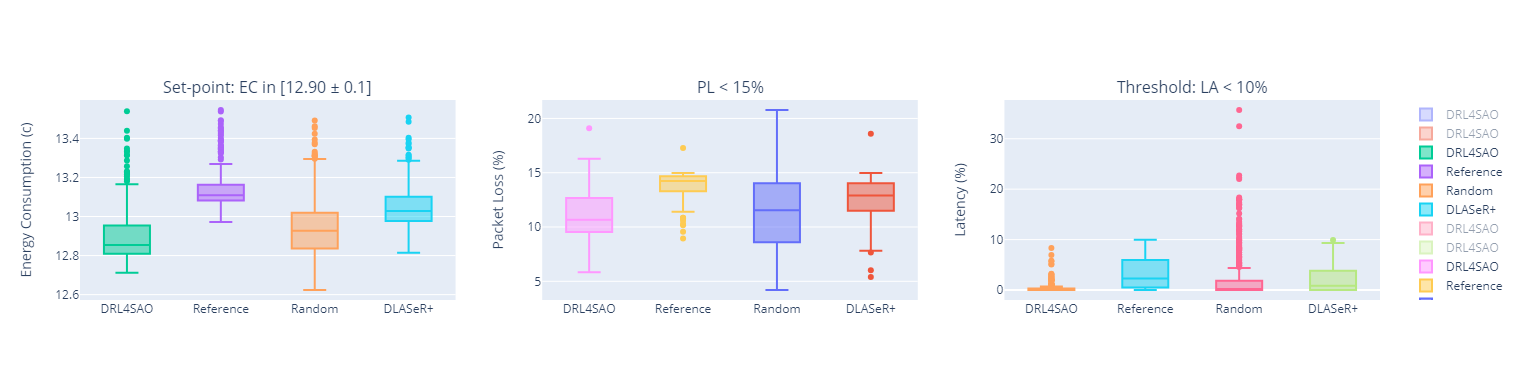 Set-point: EC in [12.90 ± 0.1]
Energy Consumption (c)
13.4
13.2
13
12.8
12.6
DRL4SAO Reference Random DLASeR+
PL < 15%
Packet Loss (%)
20
15
10
5
DRL4SAO Reference Random DLASeR+
Threshold: LA < 10%
Latency (%)
30
20
10
0
DRL4SAO Reference Random DLASeR+
DRL4SAO
DRL4SAO
DRL4SAO
Reference
Random
DLASeR+
DRL4SAO
DRL4SAO
DRL4SAO
Reference